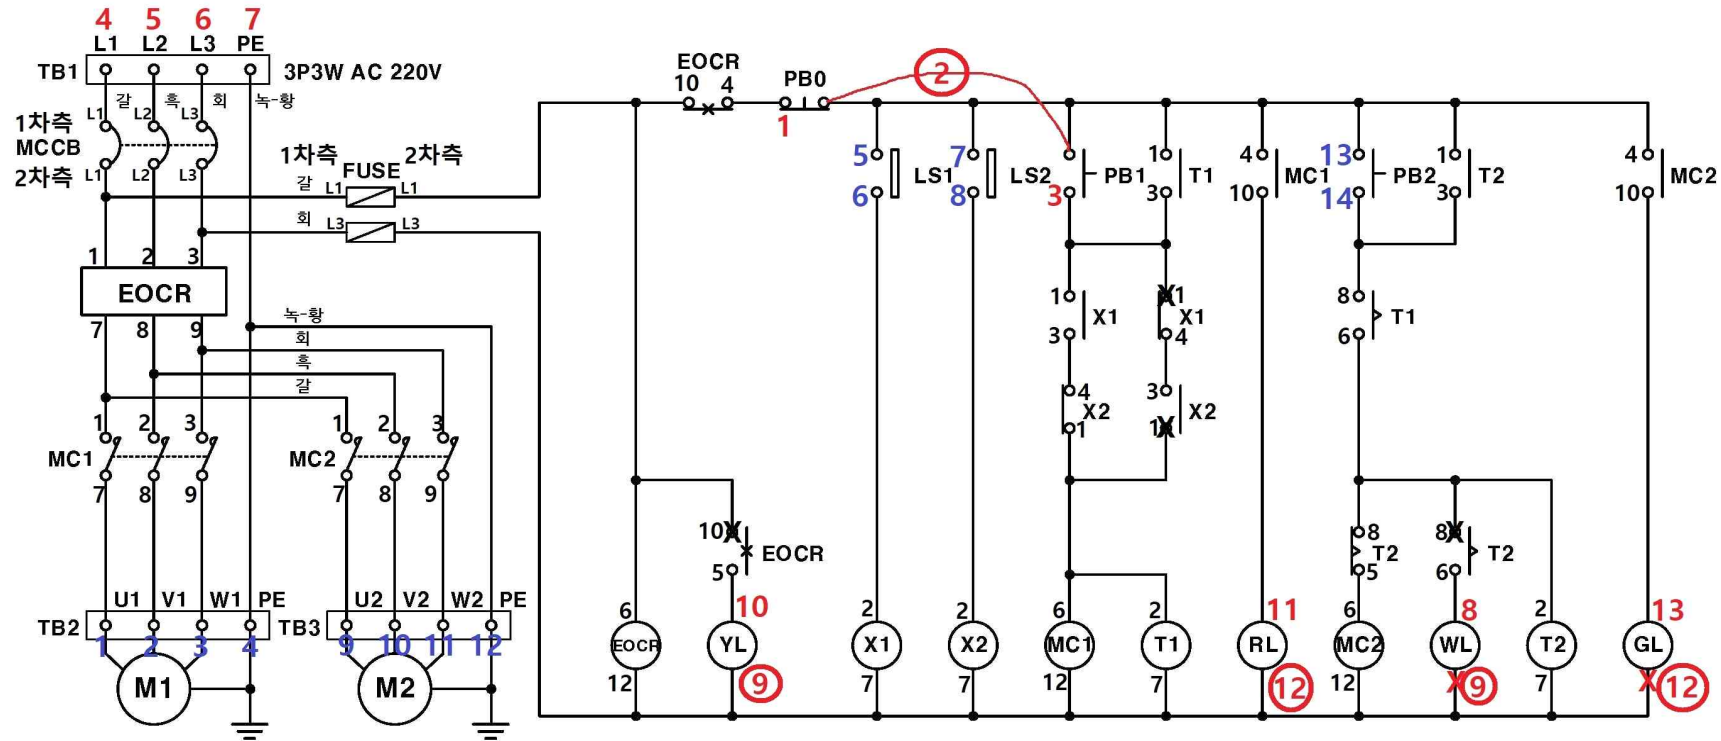 4 5 6 7
L1 L2 L3 PE
TB1 3P3W AC 220V
갈 흑 회 녹-황
L1 L2 L3
1차측
MCCB
2차측
L1 L2 L3
1차측 FUSE 2차측
갈 L1 L1
회 L3 L3
1 2 3
EOCR
7 8 9
녹-황
회
흑
갈
1 2 3
MC1
7 8 9
1 2 3
MC2
7 8 9
U1 V1 W1 PE
TB2
1 2 3 4
M1
U2 V2 W2 PE
TB3
9 10 11 12
M2
EOCR
10 4
PB0
1
2
5 LS1
6
7 LS2
8
PB1
3
1 T1
3
4 MC1
10
13 PB2
14
1 T2
3
4 MC2
10
1 X1
3
X1 X1
4
8 T1
6
4 X2
1
3 X2
1X
10X EOCR
5
8 T2
5
8X T2
6
6
EOCR
12
10
YL
9
2
X1
7
2
X2
7
6
MC1
12
2
T1
7
11
RL
12
6
MC2
12
8
WL
X 9
2
T2
7
13
GL
X 12